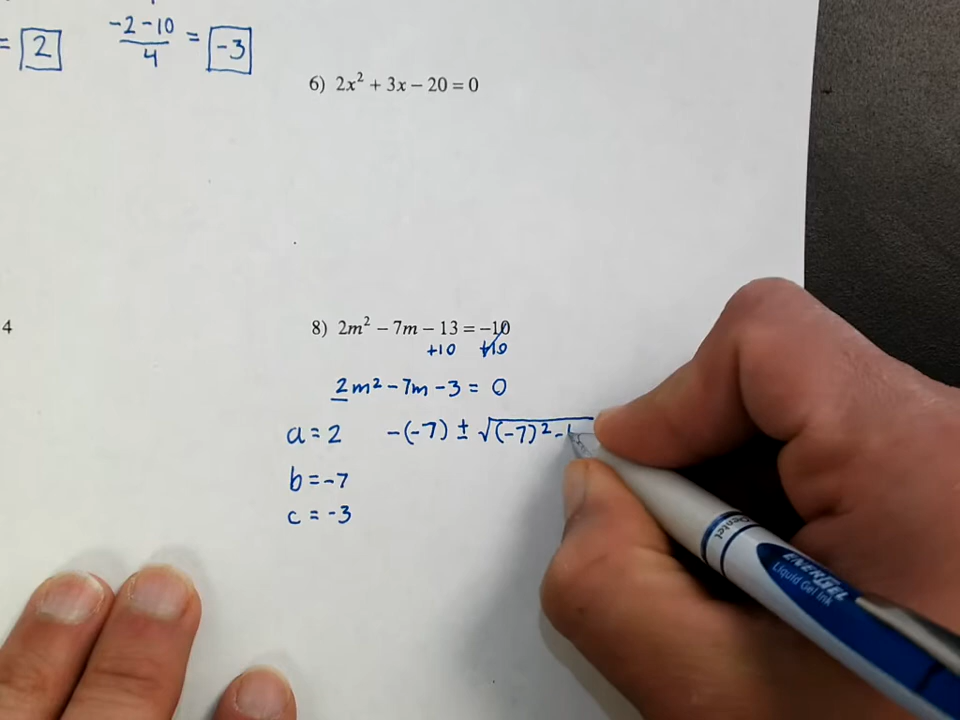 = 2   -2-10/4 = -3
6) 2x² + 3x − 20 = 0
4
8) 2m² − 7m − 13 = −10
+10 +10
2m² - 7m - 3 = 0
a = 2   -(-7) ± √(-7)² -
b = -7
c = -3
Pentel
ENERGEL
Liquid Gel Ink